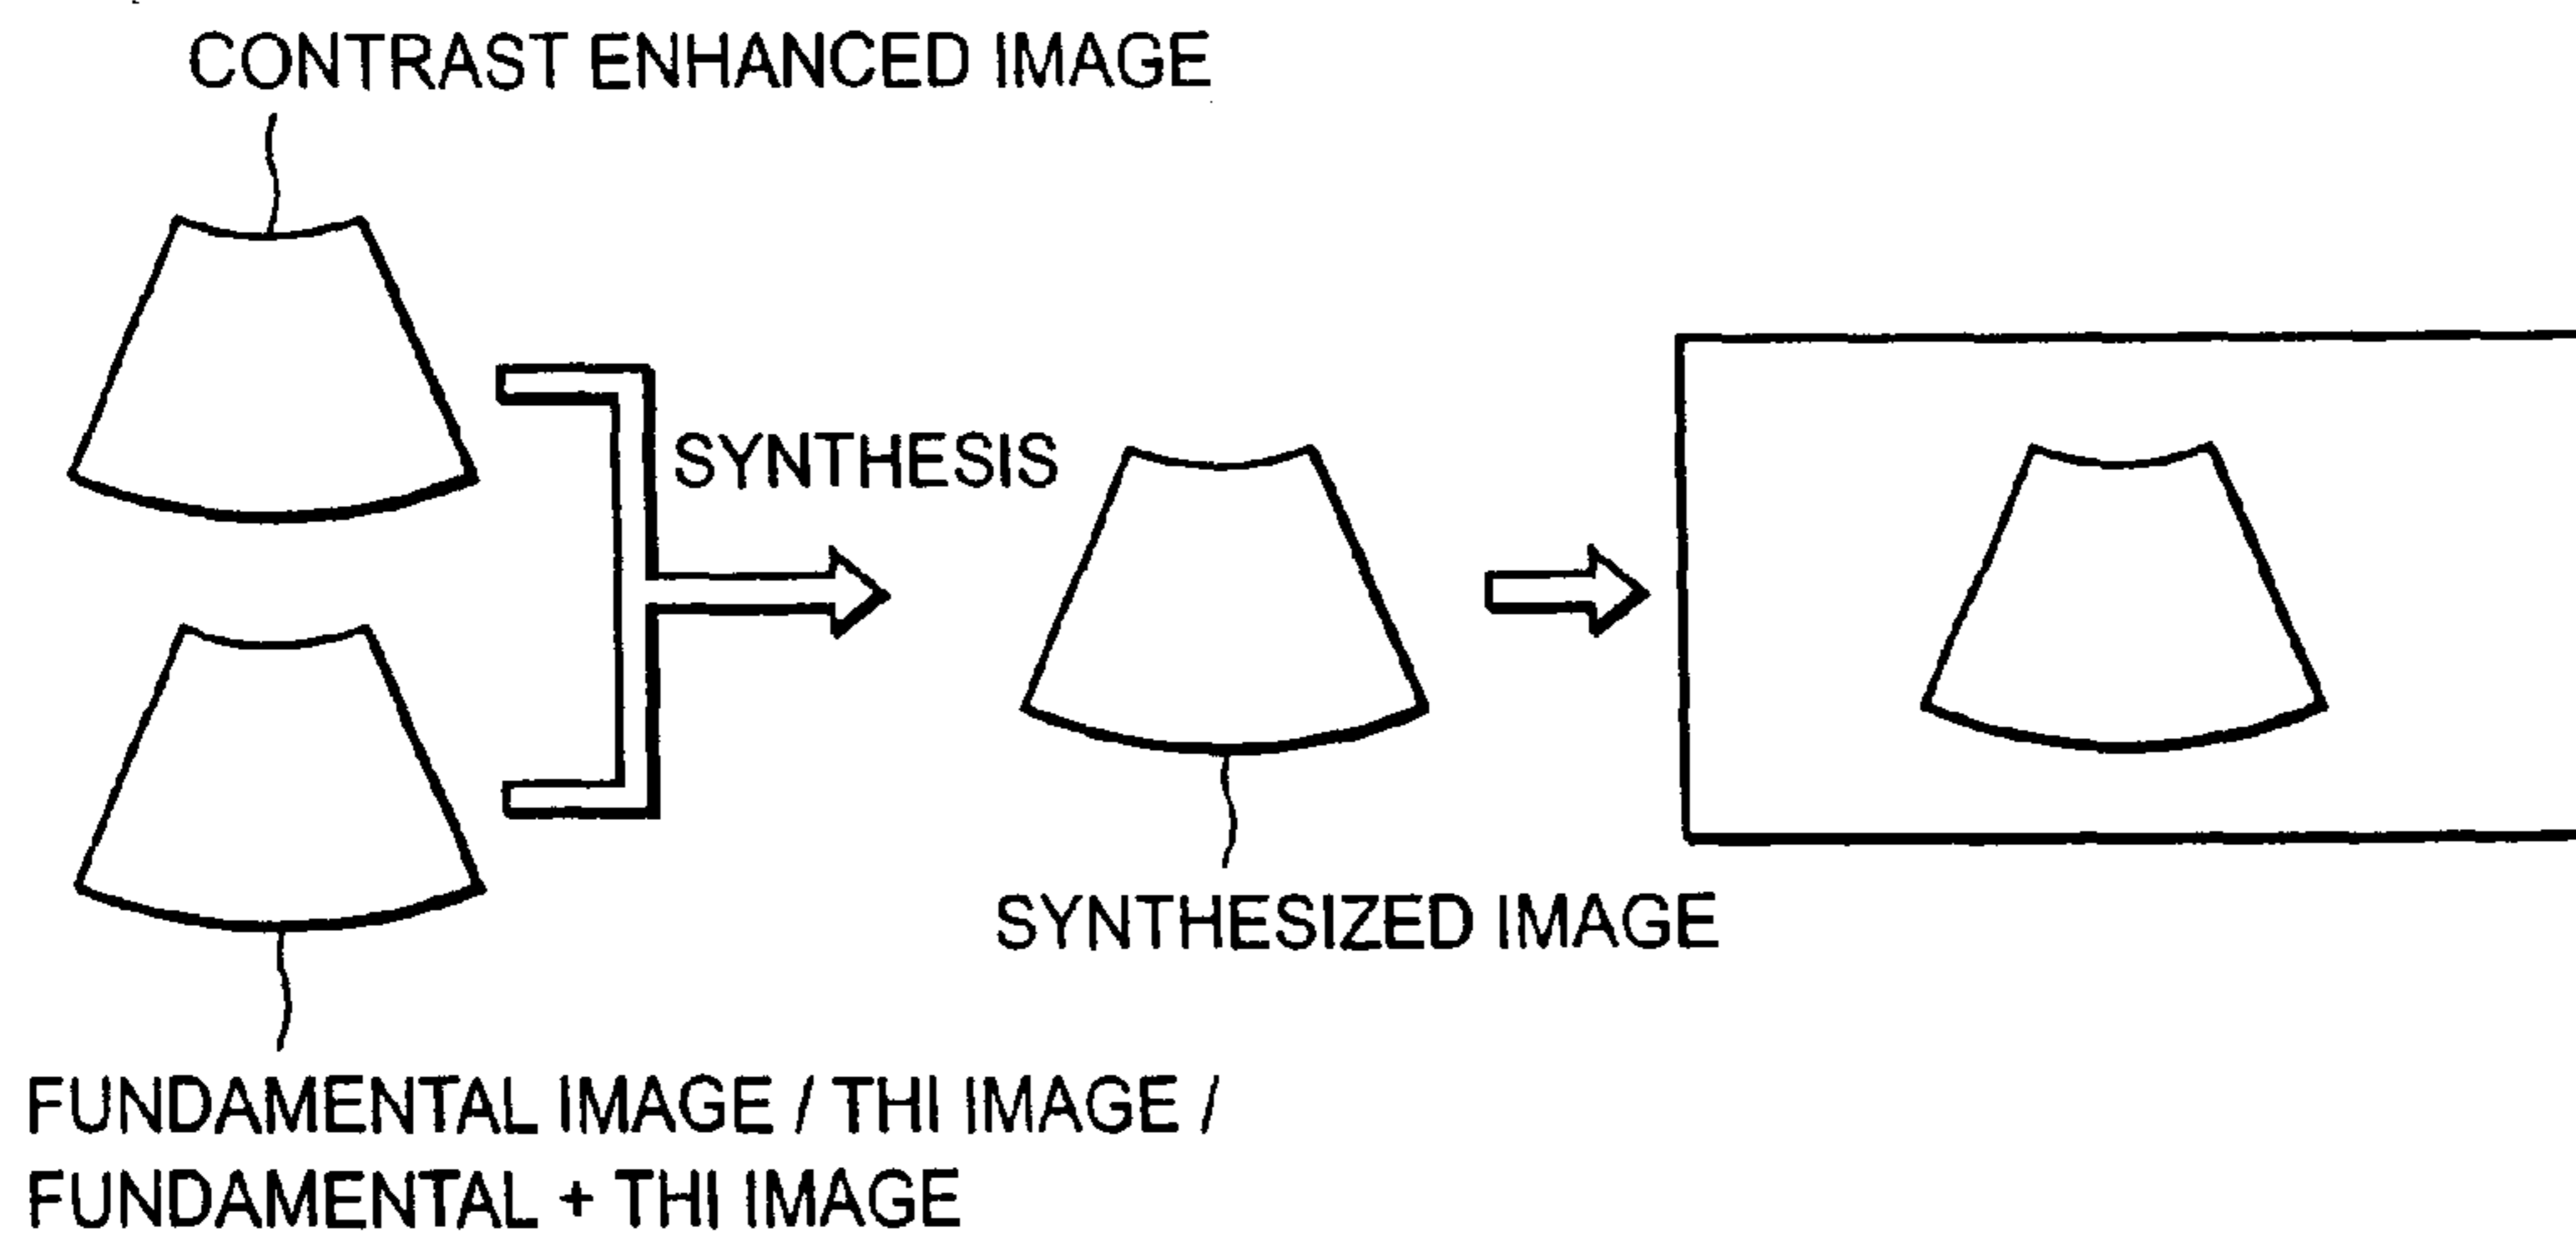 CONTRAST ENHANCED IMAGE
SYNTHESIS
SYNTHESIZED IMAGE
FUNDAMENTAL IMAGE / THI IMAGE /
FUNDAMENTAL + THI IMAGE